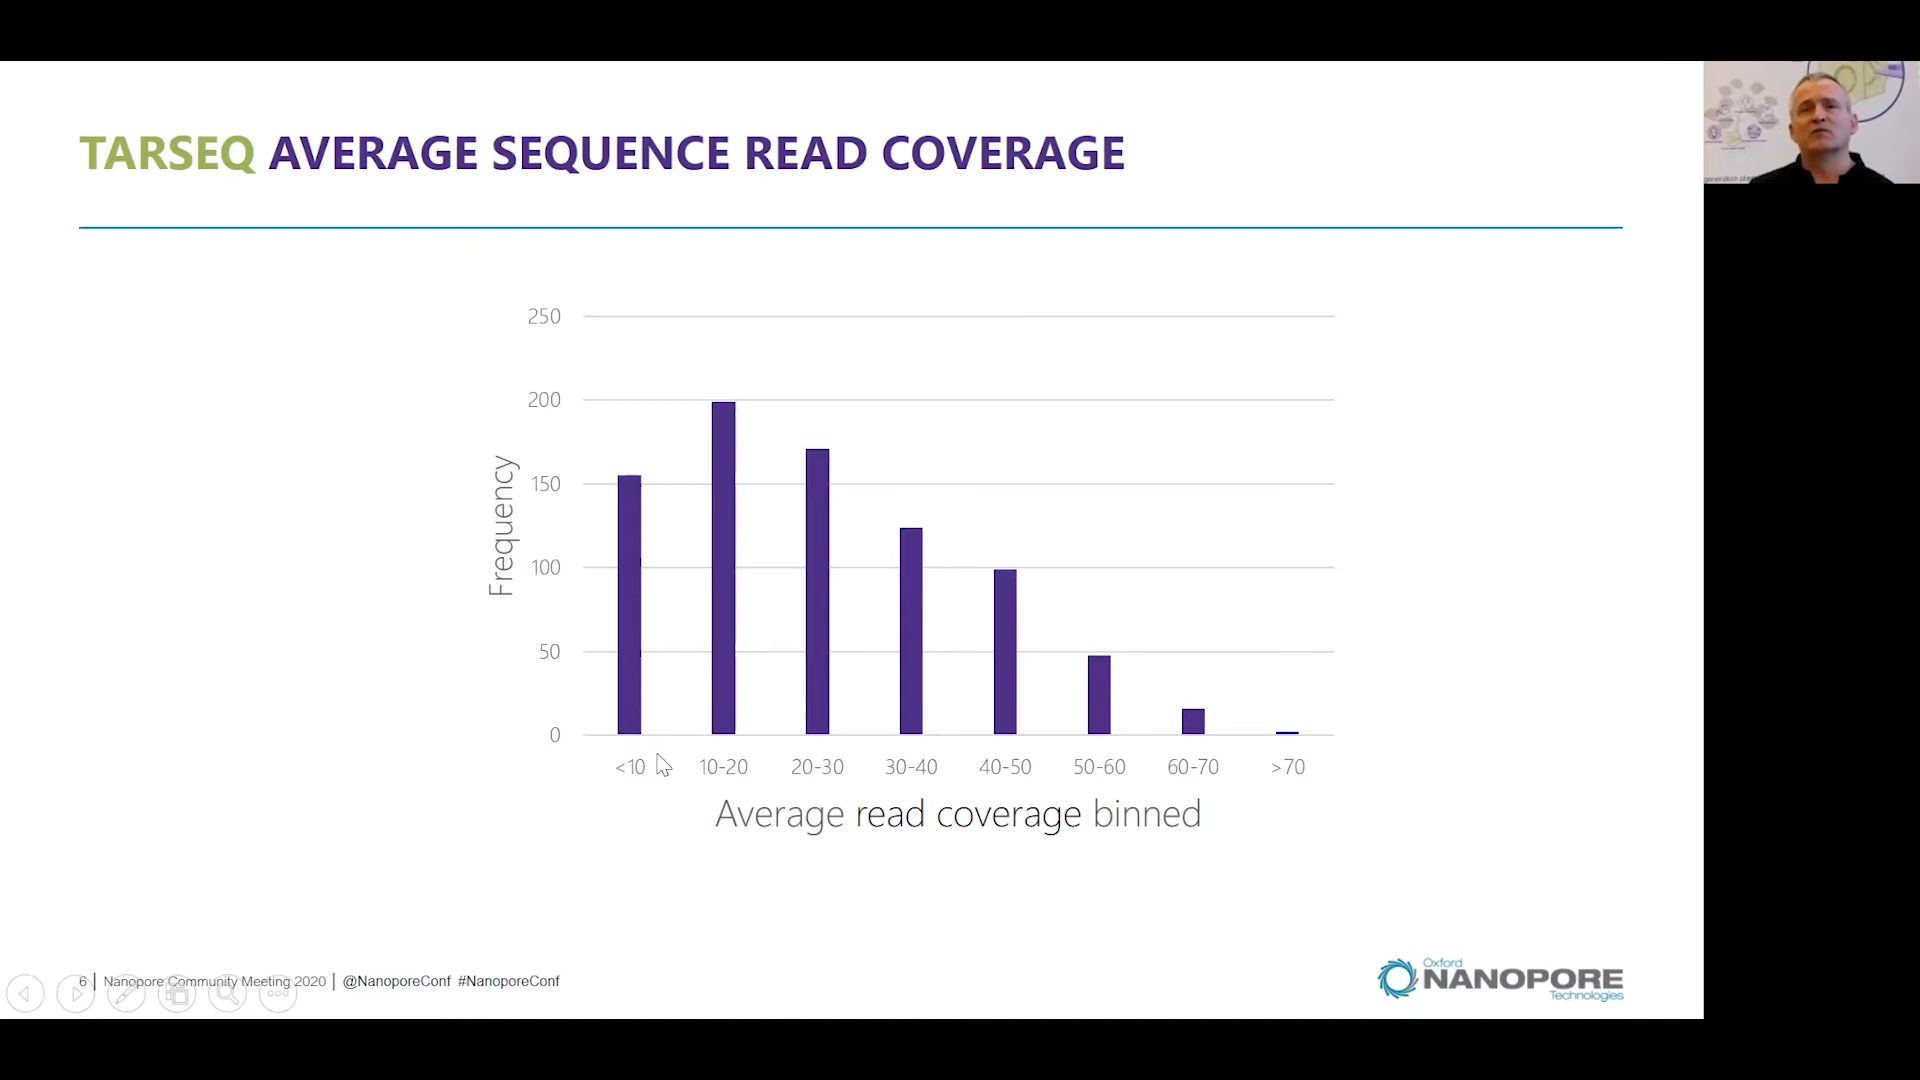 TARSEQ AVERAGE SEQUENCE READ COVERAGE
250
200
150
100
50
0
Frequency
<10 10-20 20-30 30-40 40-50 50-60 60-70 >70
Average read coverage binned
6 | Nanopore Community Meeting 2020 | @NanoporeConf #NanoporeConf
Oxford
NANOPORE
Technologies